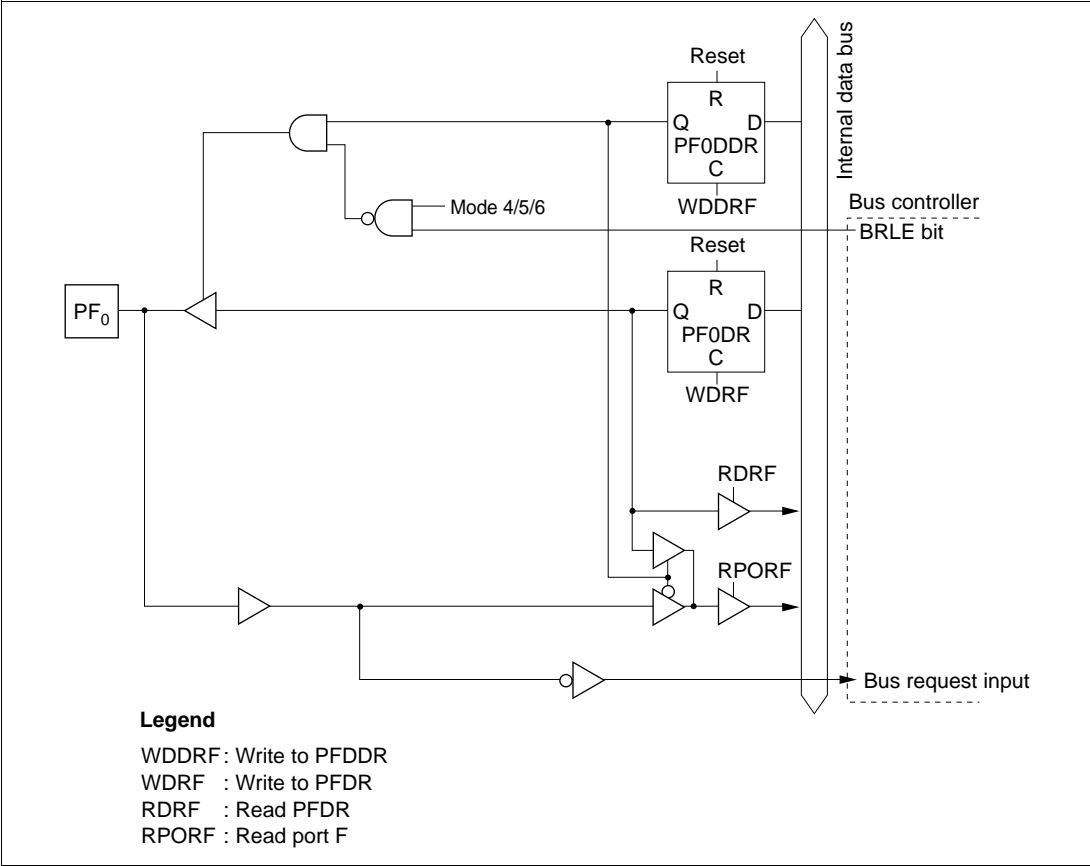 Reset
R
Q D
PF0DDR
C
WDDRF
Internal data bus
Bus controller
Mode 4/5/6
BRLE bit
Reset
R
Q D
PF0DR
C
WDRF
PF0
RDRF
RPORF
Bus request input
Legend
WDDRF : Write to PFDDR
WDRF : Write to PFDR
RDRF : Read PFDR
RPORF : Read port F